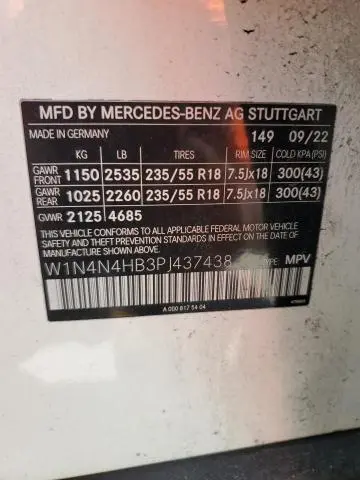 MFD BY MERCEDES-BENZ AG STUTTGART
MADE IN GERMANY 149 09/22
KG LB TIRES RIM SIZE COLD KPA(PSI)
GAWR FRONT 1150 2535 235/55 R18 7.5Jx18 300(43)
GAWR REAR 1025 2260 235/55 R18 7.5Jx18 300(43)
GVWR 2125 4685
THIS VEHICLE CONFORMS TO ALL APPLICABLE U.S. FEDERAL
MOTOR VEHICLE SAFETY AND THEFT PREVENTION STANDARDS
IN EFFECT ON THE DATE OF MANUFACTURE SHOWN ABOVE.
W1N4N4HB3PJ437438 TYPE: MPV
A 000 817 54 04